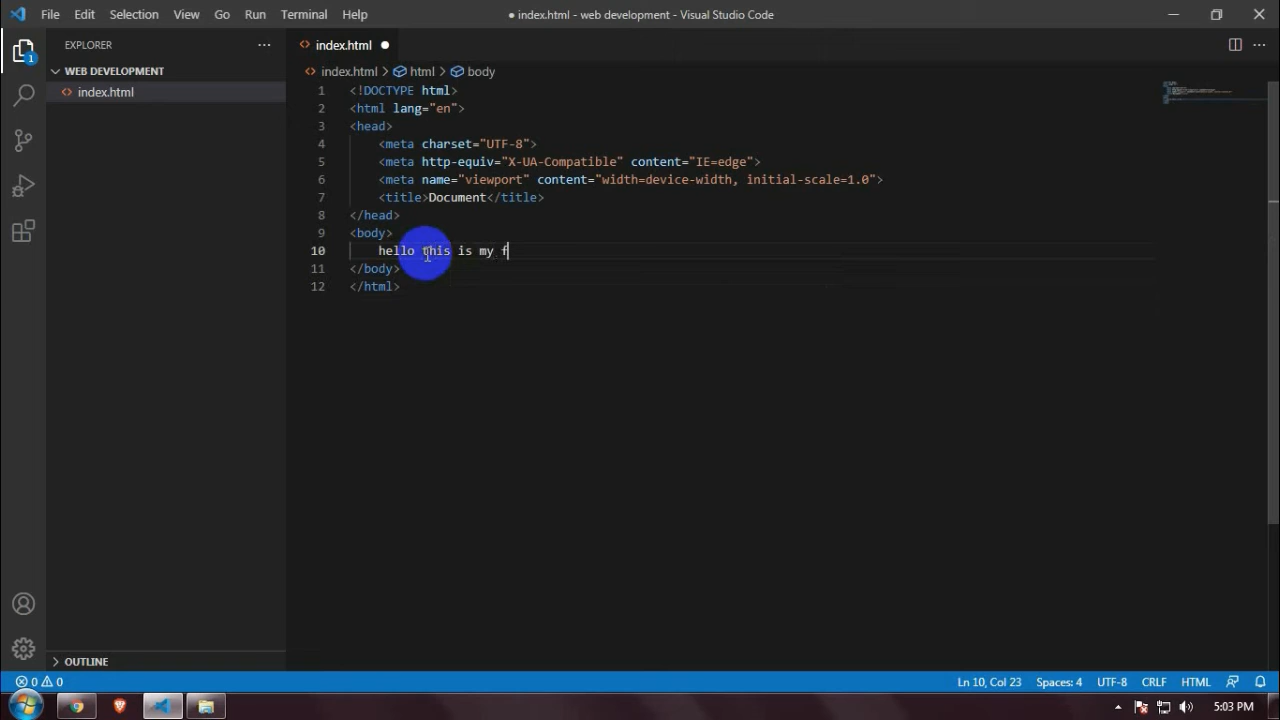 File Edit Selection View Go Run Terminal Help
● index.html - web development - Visual Studio Code
EXPLORER
index.html
WEB DEVELOPMENT
index.html > html > body
index.html
1 <!DOCTYPE html>
2 <html lang="en">
3 <head>
4 <meta charset="UTF-8">
5 <meta http-equiv="X-UA-Compatible" content="IE=edge">
6 <meta name="viewport" content="width=device-width, initial-scale=1.0">
7 <title>Document</title>
8 </head>
9 <body>
10 hello this is my f
11 </body>
12 </html>
1
OUTLINE
0 0
Ln 10, Col 23 Spaces: 4 UTF-8 CRLF HTML
5:03 PM